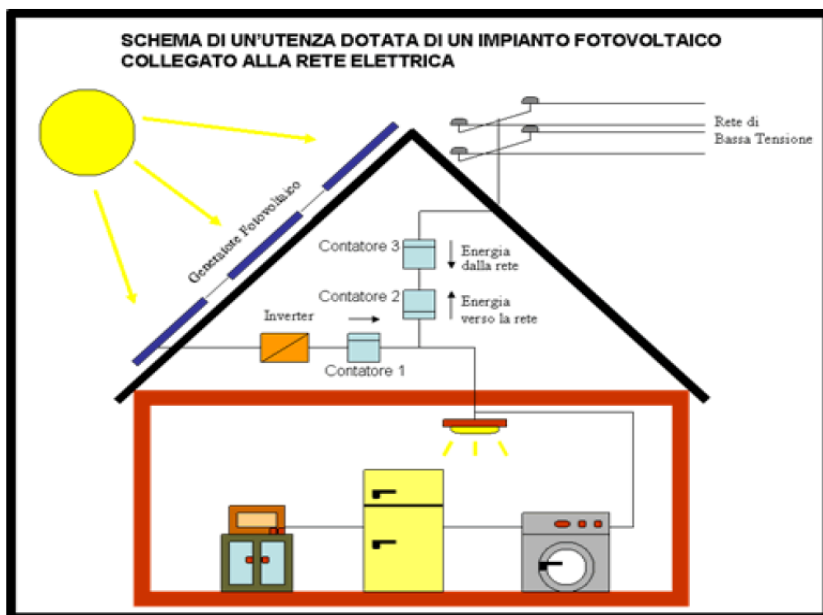 SCHEMA DI UN'UTENZA DOTATA DI UN IMPIANTO FOTOVOLTAICO
COLLEGATO ALLA RETE ELETTRICA
Rete di
Bassa Tensione
Generatore Fotovoltaico
Contatore 3
Energia
dalla rete
Contatore 2
Energia
verso la rete
Inverter
Contatore 1